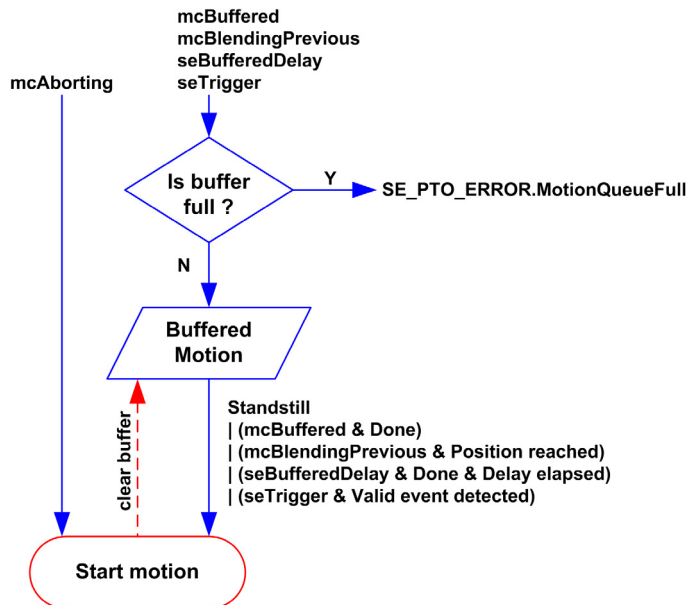 mcBuffered
mcBlendingPrevious
seBufferedDelay
seTrigger
mcAborting
Is buffer
full ?
Y
SE_PTO_ERROR.MotionQueueFull
N
Buffered
Motion
Standstill
| (mcBuffered & Done)
| (mcBlendingPrevious & Position reached)
| (seBufferedDelay & Done & Delay elapsed)
| (seTrigger & Valid event detected)
clear buffer
Start motion